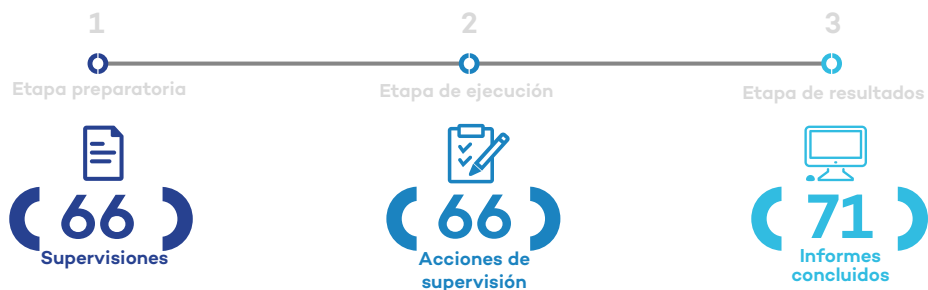 1
2
3
Etapa preparatoria
Etapa de ejecución
Etapa de resultados
66
Supervisiones
66
Acciones de
supervisión
71
Informes
concluidos